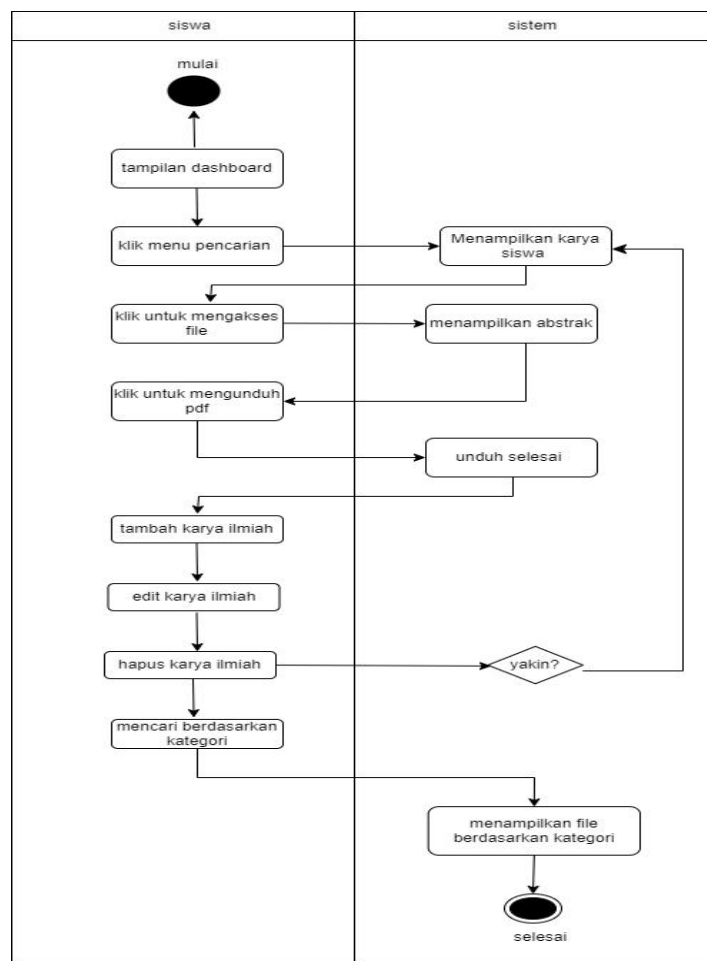 siswa
sistem
mulai
tampilan dashboard
klik menu pencarian
Menampilkan karya
siswa
klik untuk mengakses
file
menampilkan abstrak
klik untuk mengunduh
pdf
unduh selesai
tambah karya ilmiah
edit karya ilmiah
hapus karya ilmiah
yakin?
mencari berdasarkan
kategori
menampilkan file
berdasarkan kategori
selesai